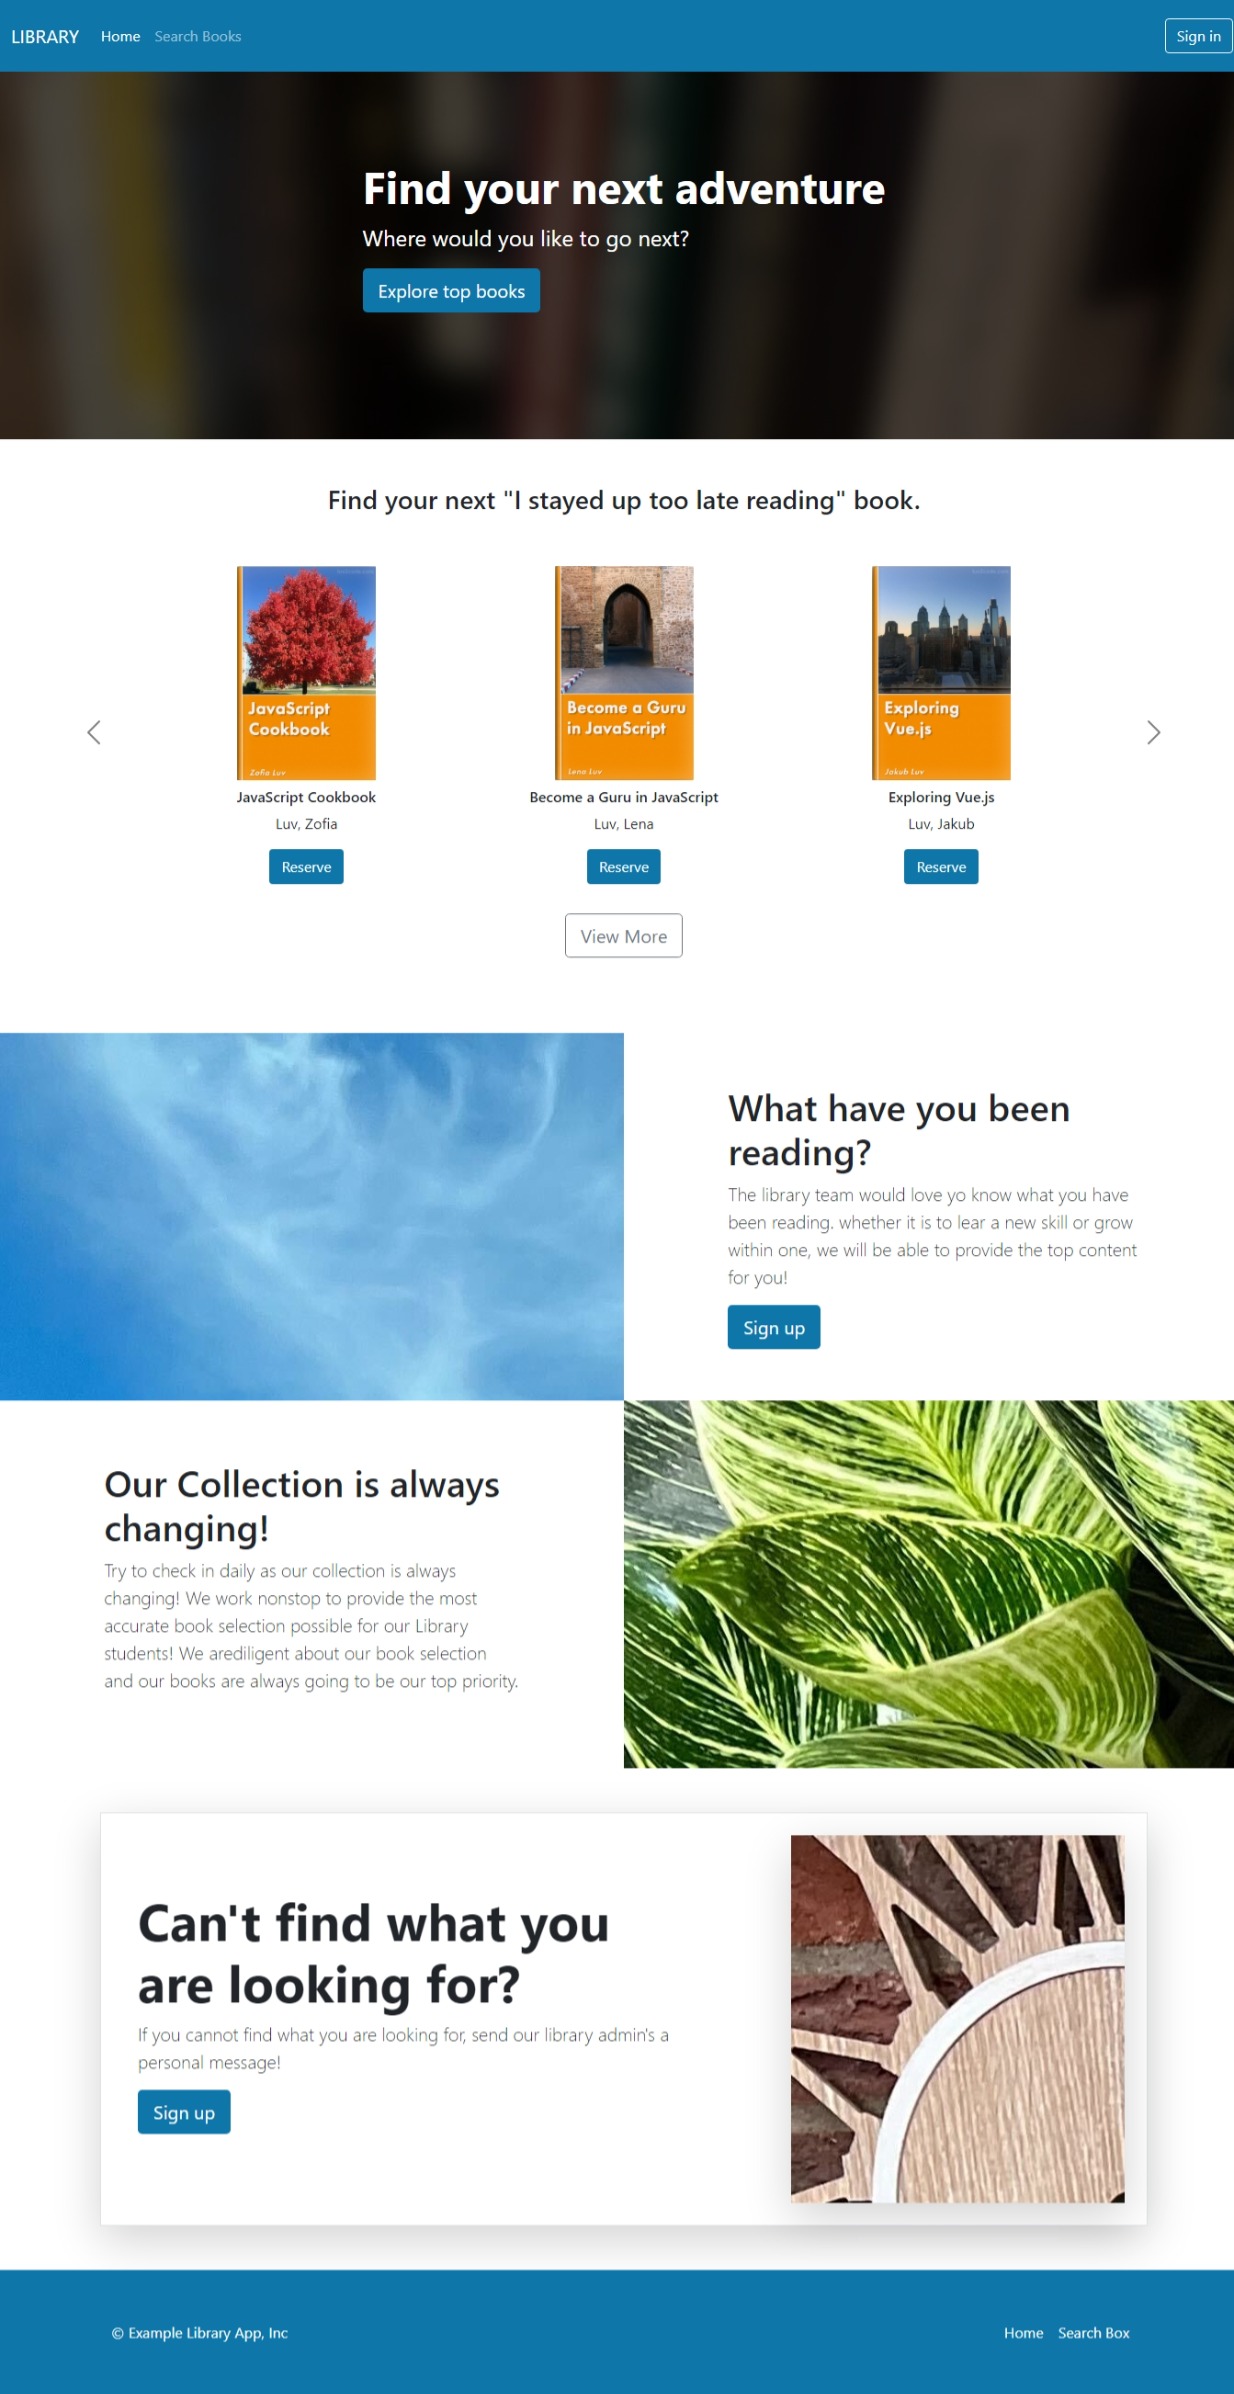 LIBRARY Home Search Books Sign in
Find your next adventure
Where would you like to go next?
Explore top books
Find your next "I stayed up too late reading" book.
JavaScript
Cookbook
Zofia Luv
Become a Guru
in JavaScript
Lena Luv
Exploring
Vue.js
Jakub Luv
JavaScript Cookbook
Luv, Zofia
Reserve
Become a Guru in JavaScript
Luv, Lena
Reserve
Exploring Vue.js
Luv, Jakub
Reserve
View More
What have you been
reading?
The library team would love yo know what you have
been reading. whether it is to lear a new skill or grow
within one, we will be able to provide the top content
for you!
Sign up
Our Collection is always
changing!
Try to check in daily as our collection is always
changing! We work nonstop to provide the most
accurate book selection possible for our Library
students! We arediligent about our book selection
and our books are always going to be our top priority.
Can't find what you
are looking for?
If you cannot find what you are looking for, send our library admin's a
personal message!
Sign up
© Example Library App, Inc
Home Search Box